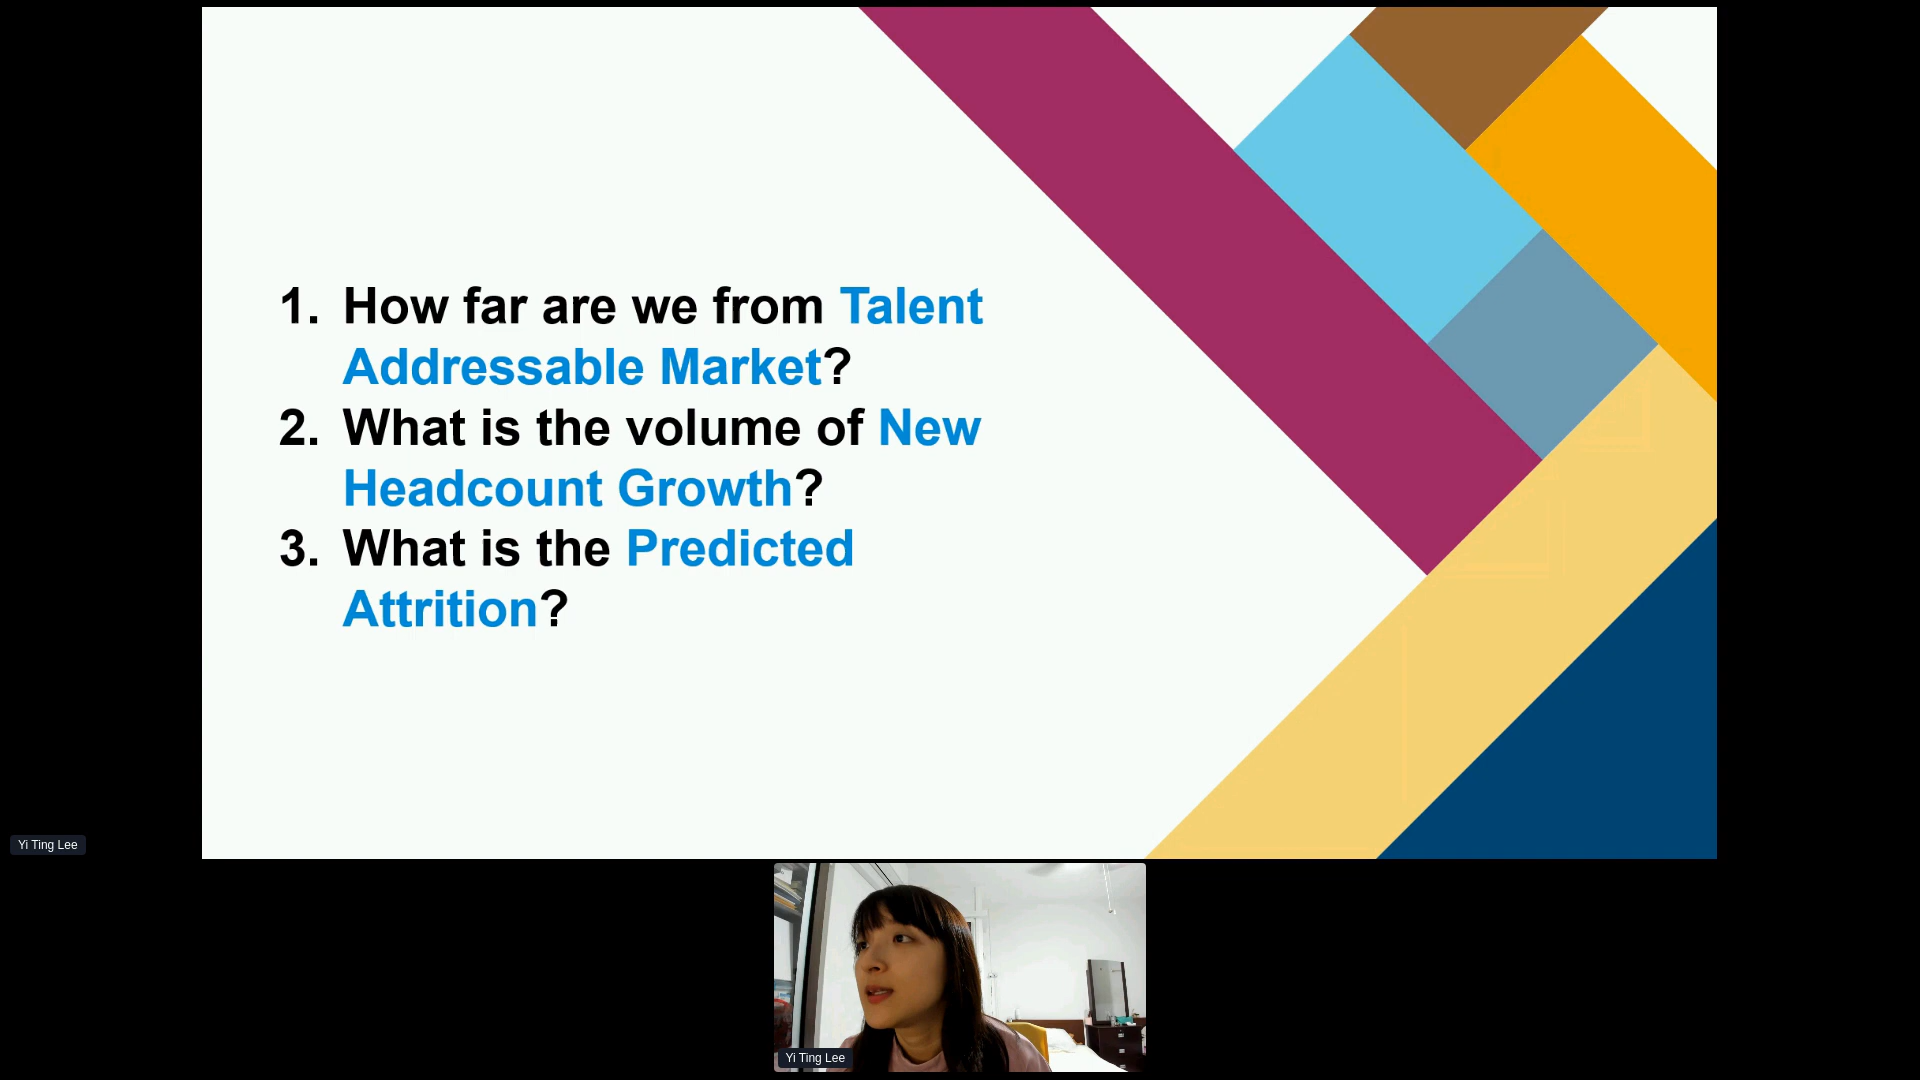 1. How far are we from Talent
Addressable Market?
2. What is the volume of New
Headcount Growth?
3. What is the Predicted
Attrition?
Yi Ting Lee
Yi Ting Lee